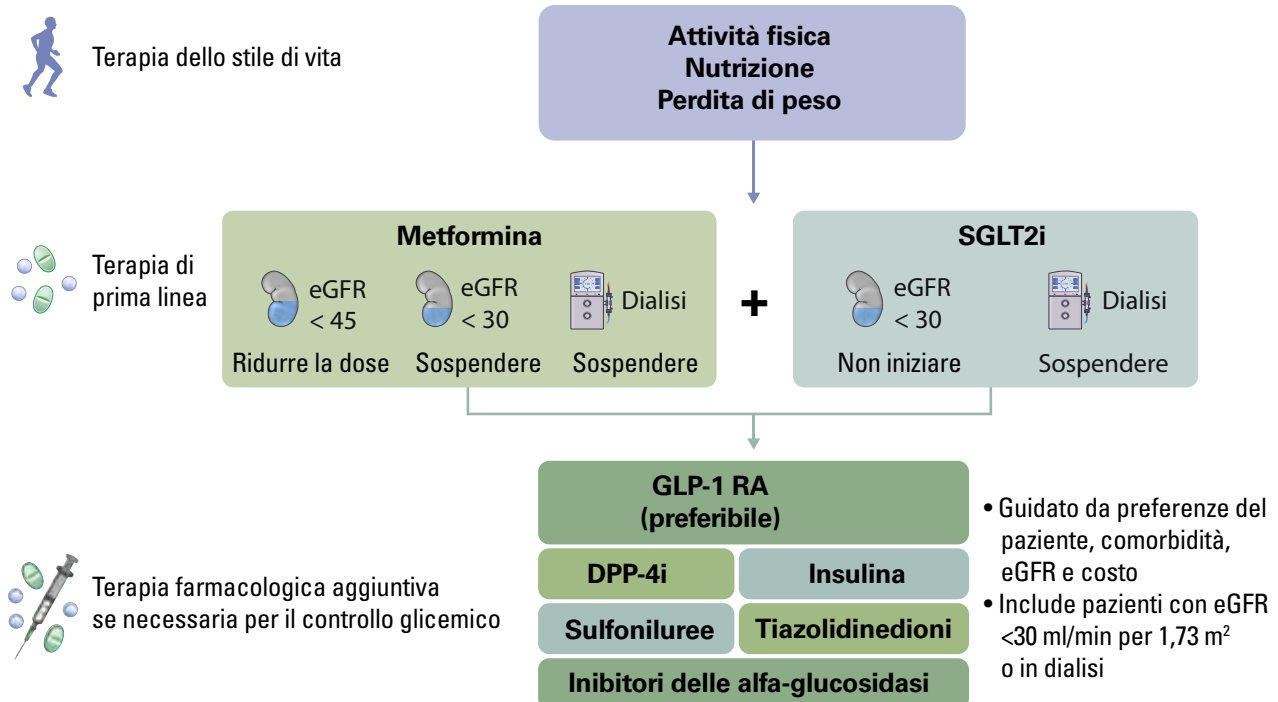 Terapia dello stile di vita
Attività fisica
Nutrizione
Perdita di peso
Terapia di
prima linea
Metformina
eGFR
< 45
Ridurre la dose
eGFR
< 30
Sospendere
Dialisi
Sospendere
+
SGLT2i
eGFR
< 30
Non iniziare
Dialisi
Sospendere
Terapia farmacologica aggiuntiva
se necessaria per il controllo glicemico
GLP-1 RA
(preferibile)
DPP-4i
Insulina
Sulfoniluree
Tiazolidinedioni
Inibitori delle alfa-glucosidasi
• Guidato da preferenze del
paziente, comorbidità,
eGFR e costo
• Include pazienti con eGFR
<30 ml/min per 1,73 m²
o in dialisi